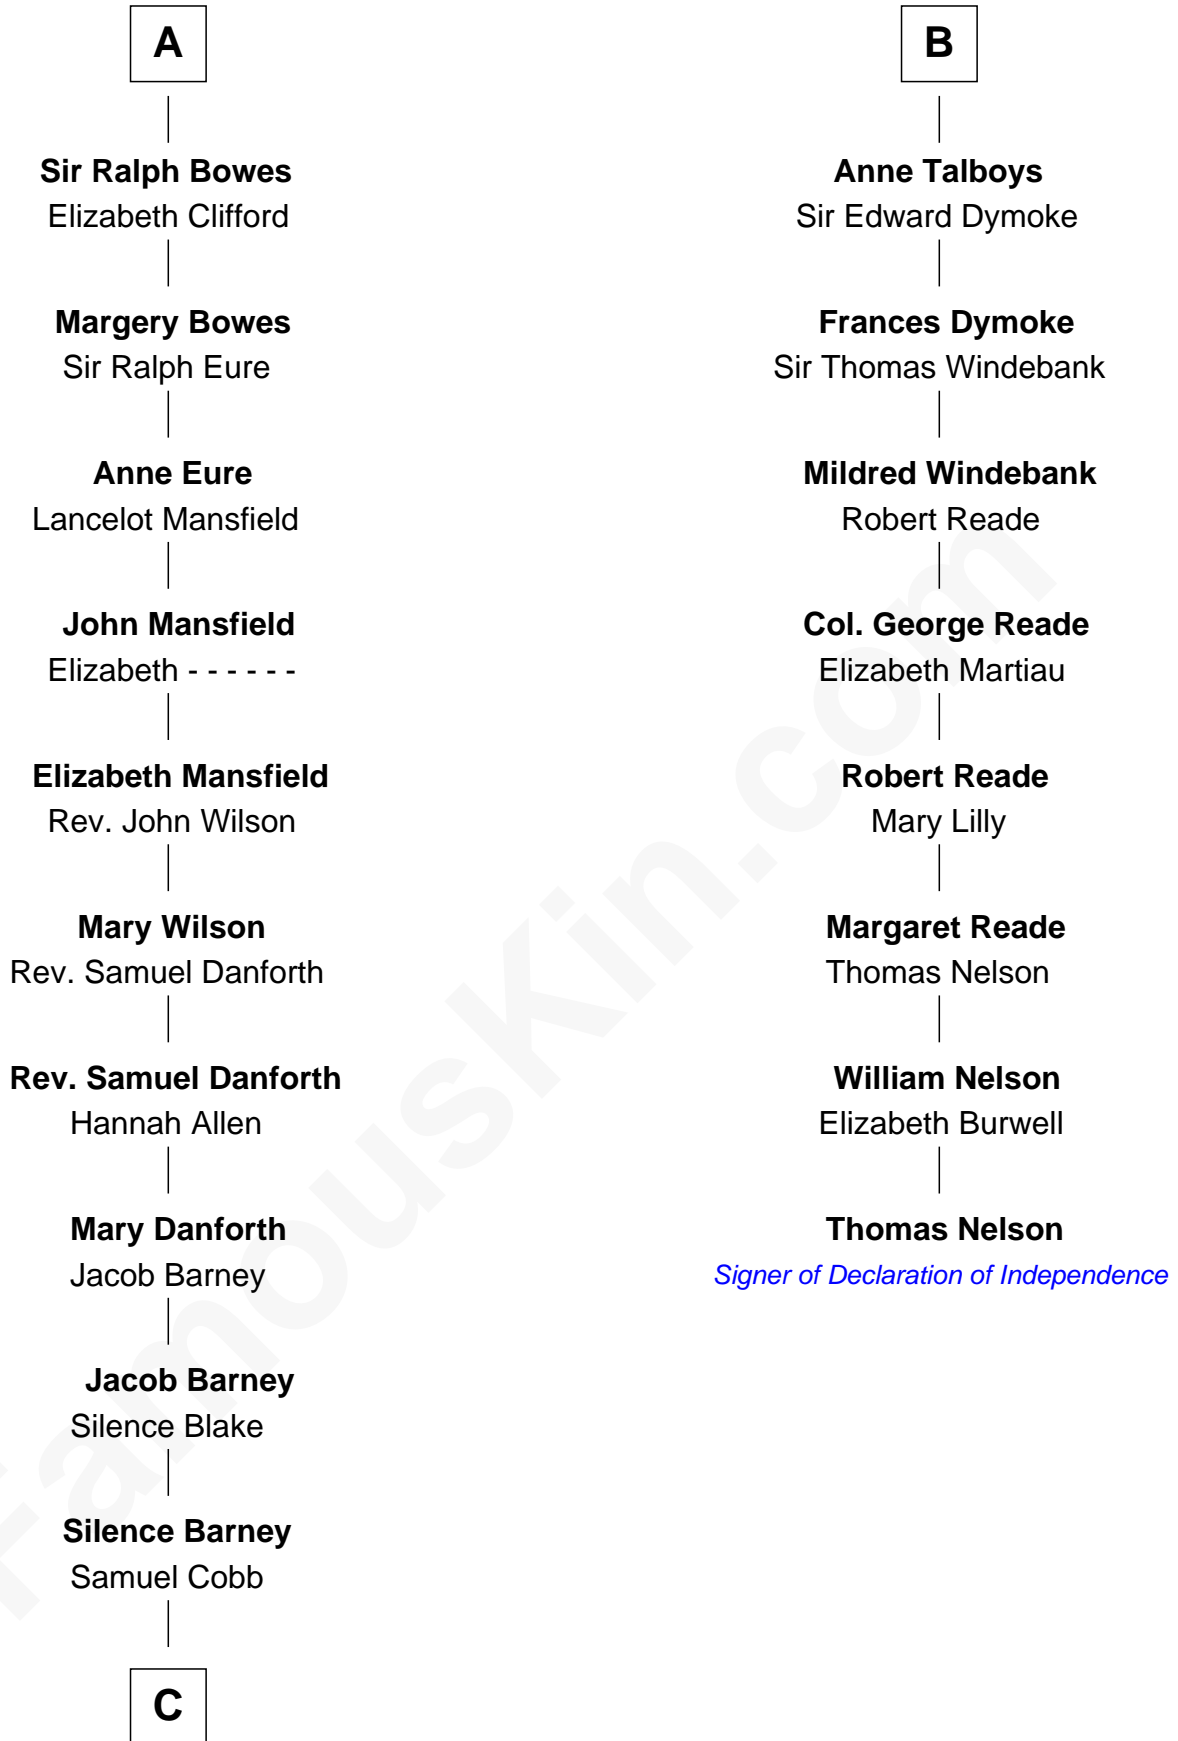 A
Sir Ralph Bowes
Elizabeth Clifford
Margery Bowes
Sir Ralph Eure
Anne Eure
Lancelot Mansfield
John Mansfield
Elizabeth - - - - - -
Elizabeth Mansfield
Rev. John Wilson
Mary Wilson
Rev. Samuel Danforth
Rev. Samuel Danforth
Hannah Allen
Mary Danforth
Jacob Barney
Jacob Barney
Silence Blake
Silence Barney
Samuel Cobb
C
B
Anne Talboys
Sir Edward Dymoke
Frances Dymoke
Sir Thomas Windebank
Mildred Windebank
Robert Reade
Col. George Reade
Elizabeth Martiau
Robert Reade
Mary Lilly
Margaret Reade
Thomas Nelson
William Nelson
Elizabeth Burwell
Thomas Nelson
Signer of Declaration of Independence
FamousKin.com